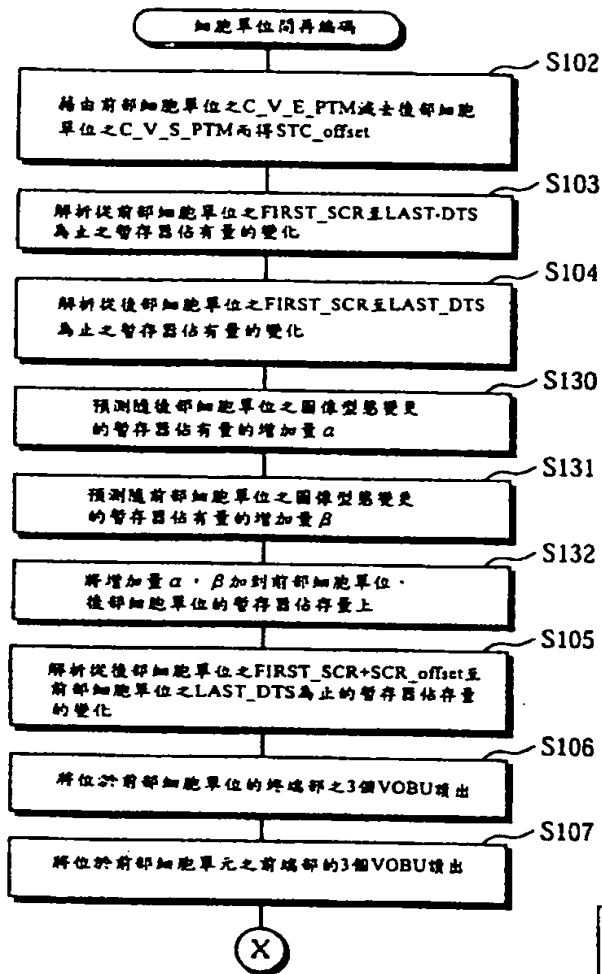 細胞單位間再編碼
S102
藉由前部細胞單位之C_V_E_PTM減去後部細胞
單位之C_V_S_PTM而得STC_offset
S103
解析從前部細胞單位之FIRST_SCR至LAST-DTS
為止之暫存器佔有量的變化
S104
解析從後部細胞單位之FIRST_SCR至LAST_DTS
為止之暫存器佔有量的變化
S130
預測隨後部細胞單位之圖像型態變更
的暫存器佔有量的增加量α
S131
預測隨前部細胞單位之圖像型態變更
的暫存器佔有量的增加量β
S132
將增加量α,β加到前部細胞單位·
後部細胞單位的暫存器佔存量上
S105
解析從後部細胞單位之FIRST_SCR+SCR_offset至
前部細胞單位之LAST_DTS為止的暫存器佔存量
的變化
S106
將位於前部細胞單位的終端部之3個VOBU讀出
S107
將位於前部細胞單元之前端部的3個VOBU讀出
X